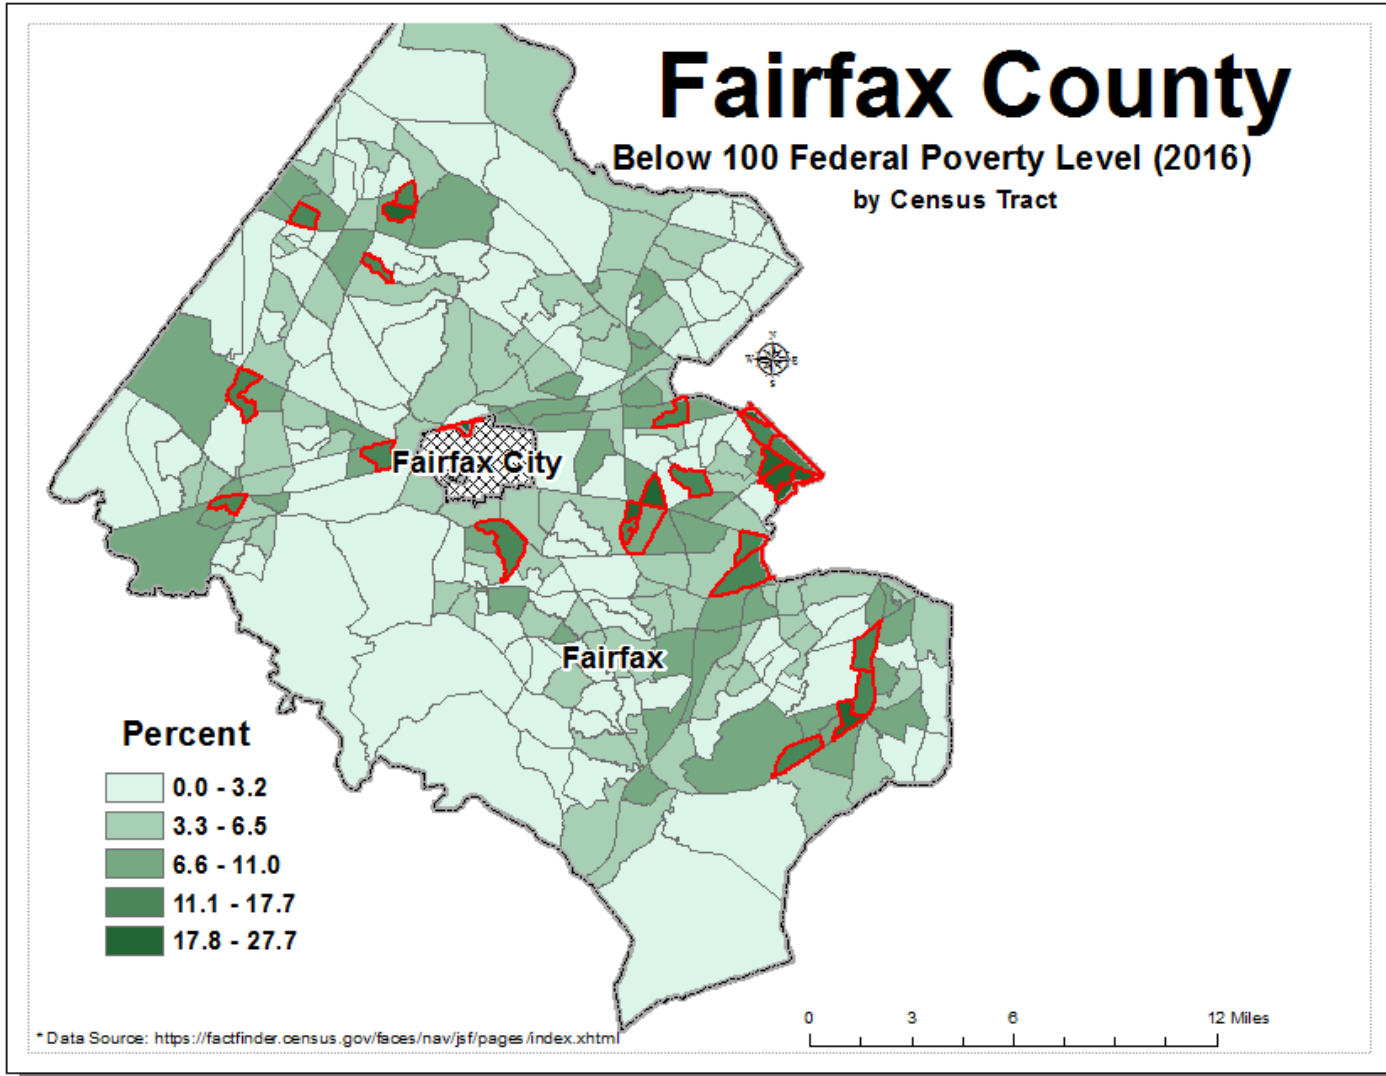 Fairfax County
Below 100 Federal Poverty Level (2016)
by Census Tract
N
W E
S
Fairfax City
Fairfax
Percent
0.0 - 3.2
3.3 - 6.5
6.6 - 11.0
11.1 - 17.7
17.8 - 27.7
* Data Source: https://factfinder.census.gov/faces/nav/jsf/pages/index.xhtml
0 3 6 12 Miles